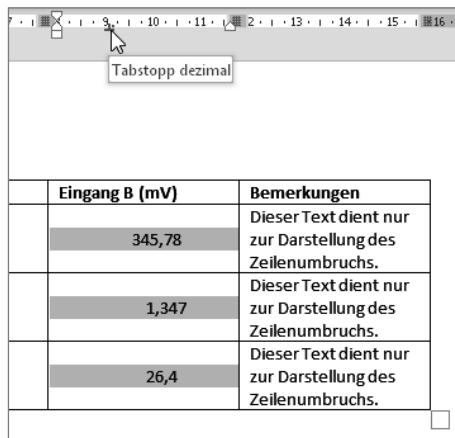 7 · 9 · 10 · 11 · 2 · 13 · 14 · 15 · 16 ·
Tabstopp dezimal
Eingang B (mV) Bemerkungen
Dieser Text dient nur
345,78 zur Darstellung des
Zeilenumbruchs.
Dieser Text dient nur
1,347 zur Darstellung des
Zeilenumbruchs.
Dieser Text dient nur
26,4 zur Darstellung des
Zeilenumbruchs.